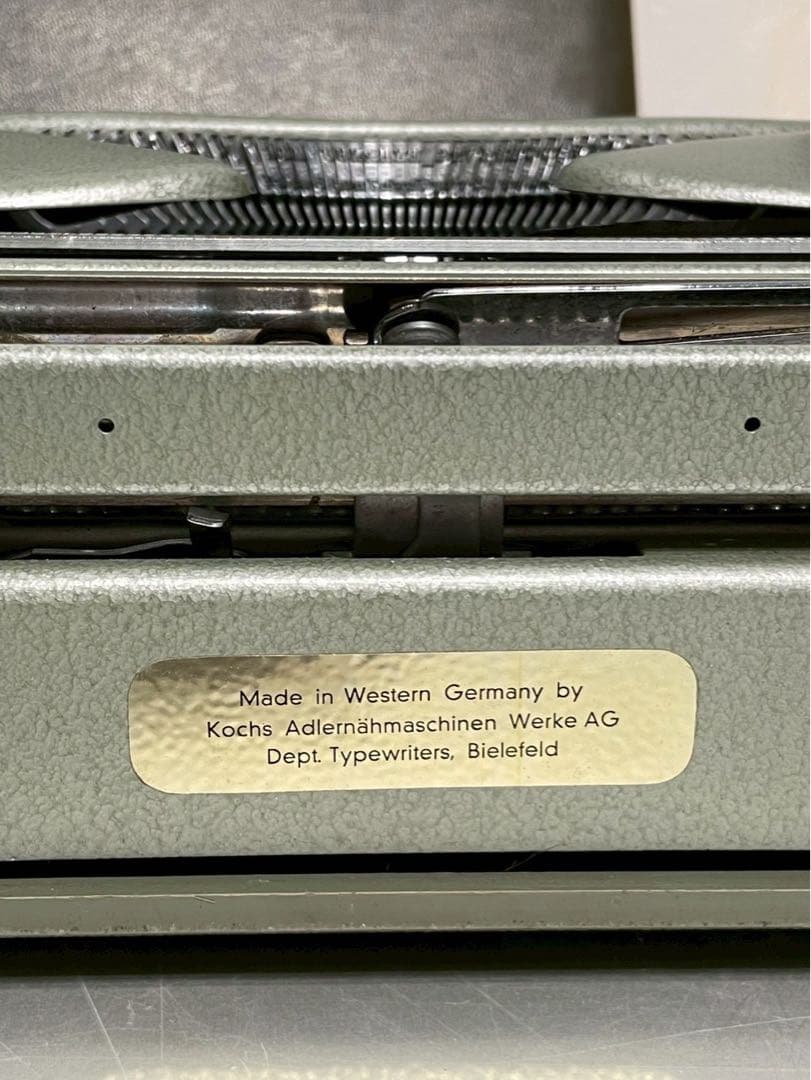 Made in Western Germany by
Kochs Adlernähmaschinen Werke AG
Dept. Typewriters, Bielefeld